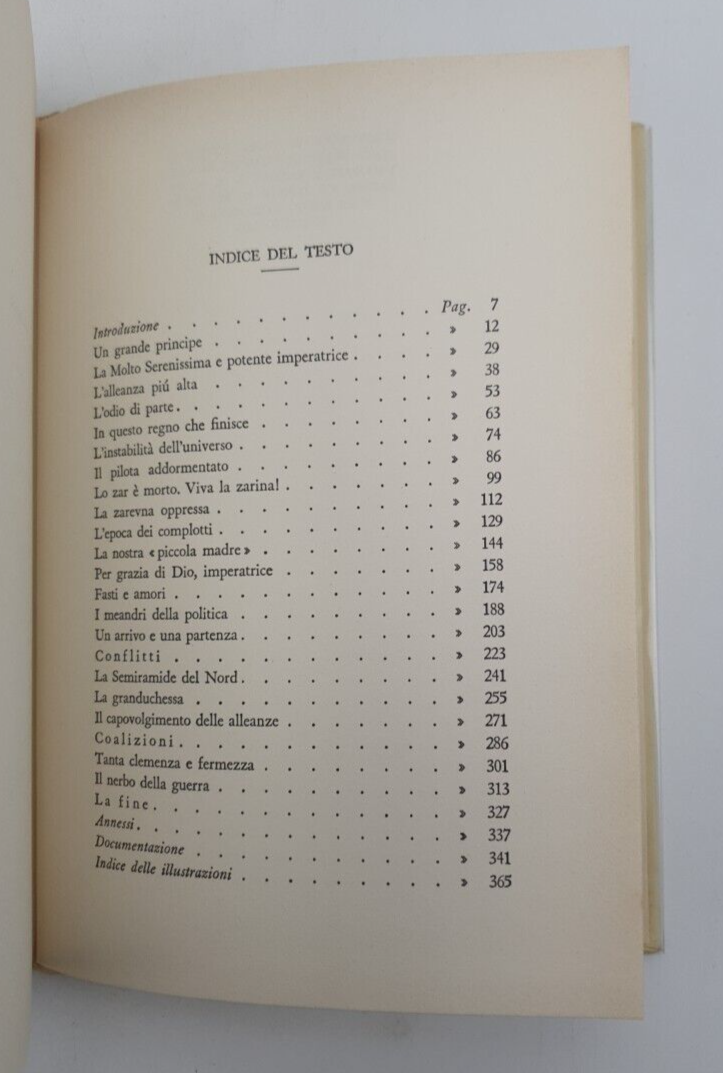 INDICE DEL TESTO
Introduzione . . . . . . . . . . . . . Pag. 7
Un grande principe . . . . . . . . . . » 12
La Molto Serenissima e potente imperatrice . . . . » 29
L'alleanza piú alta . . . . . . . . . . » 38
L'odio di parte . . . . . . . . . . . . » 53
In questo regno che finisce . . . . . . . . » 63
L'instabilità dell'universo . . . . . . . . . » 74
Il pilota addormentato . . . . . . . . . » 86
Lo zar è morto. Viva la zarina! . . . . . . . » 99
La zarevna oppressa . . . . . . . . . . » 112
L'epoca dei complotti . . . . . . . . . . » 129
La nostra « piccola madre » . . . . . . . . » 144
Per grazia di Dio, imperatrice . . . . . . . » 158
Fasti e amori . . . . . . . . . . . . » 174
I meandri della politica . . . . . . . . . » 188
Un arrivo e una partenza . . . . . . . . . » 203
Conflitti . . . . . . . . . . . . » 223
La Semiramide del Nord . . . . . . . . . » 241
La granduchessa . . . . . . . . . . . » 255
Il capovolgimento delle alleanze . . . . . . . » 271
Coalizioni . . . . . . . . . . . . » 286
Tanta clemenza e fermezza . . . . . . . . » 301
Il nerbo della guerra . . . . . . . . . . » 313
La fine . . . . . . . . . . . . . » 327
Annessi . . . . . . . . . . . . . . » 337
Documentazione . . . . . . . . . . . » 341
Indice delle illustrazioni . . . . . . . . . » 365